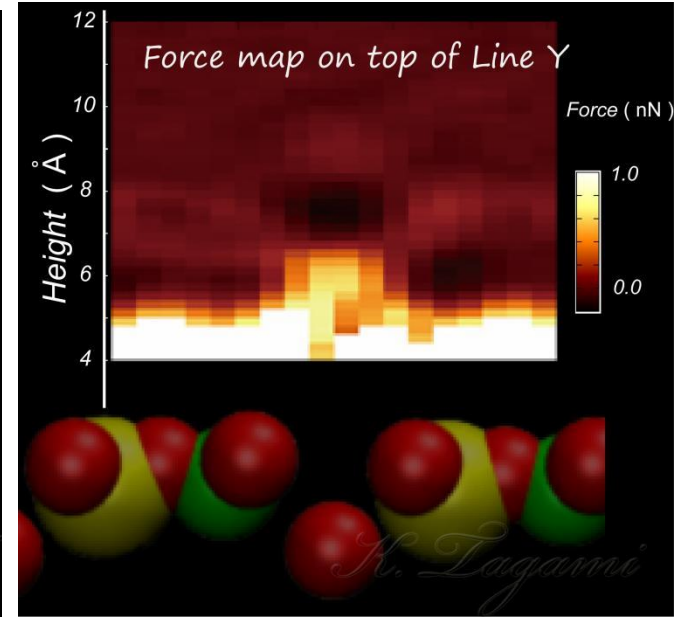 12
Force map on top of Line Y
10
Force ( nN )
1.0
8
Height ( Å )
6
0.0
4
K. Tagami